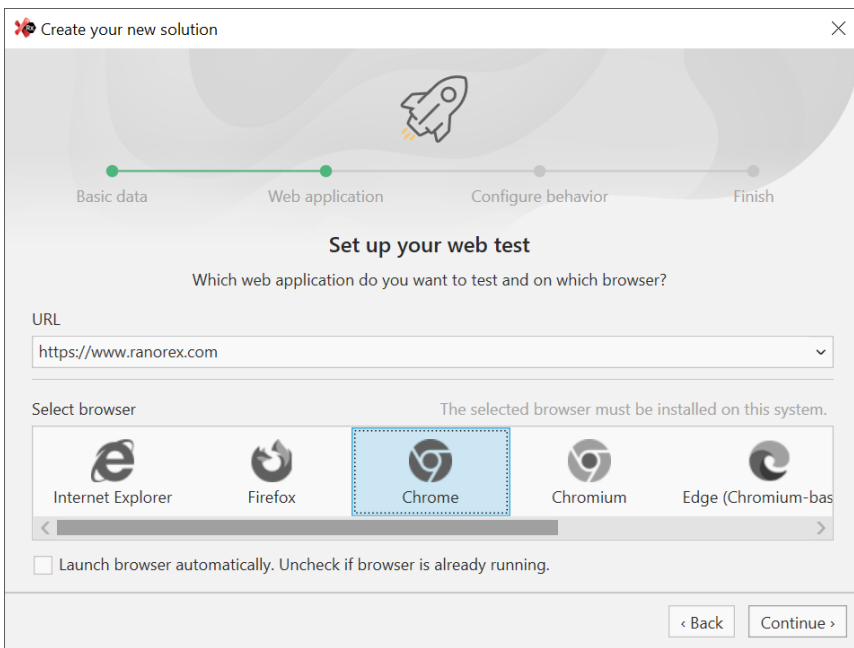 Create your new solution
Basic data
Web application
Configure behavior
Finish
Set up your web test
Which web application do you want to test and on which browser?
URL
https://www.ranorex.com
Select browser
The selected browser must be installed on this system.
Internet Explorer
Firefox
Chrome
Chromium
Edge (Chromium-bas
Launch browser automatically. Uncheck if browser is already running.
‹ Back
Continue ›